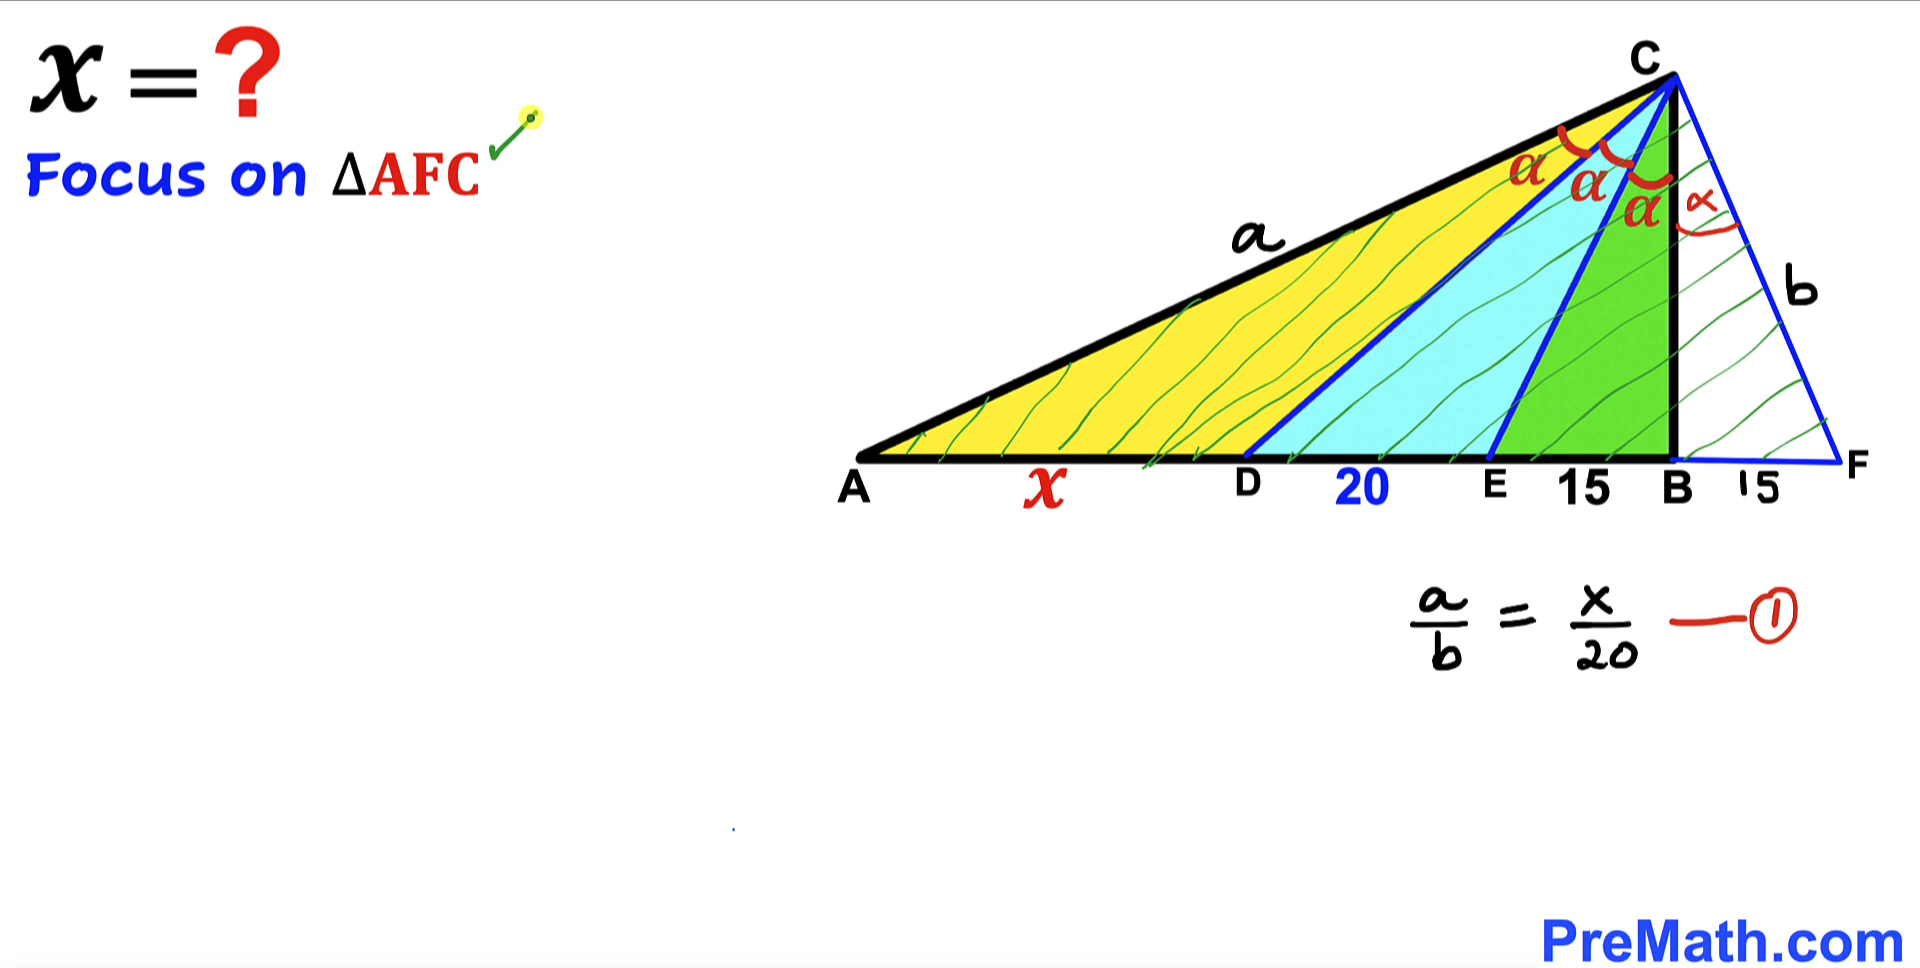 x = ?
Focus on ΔAFC ✓
C
α α α α
a
b
A x D 20 E 15 B 15 F
a/b = x/20 — ①
PreMath.com